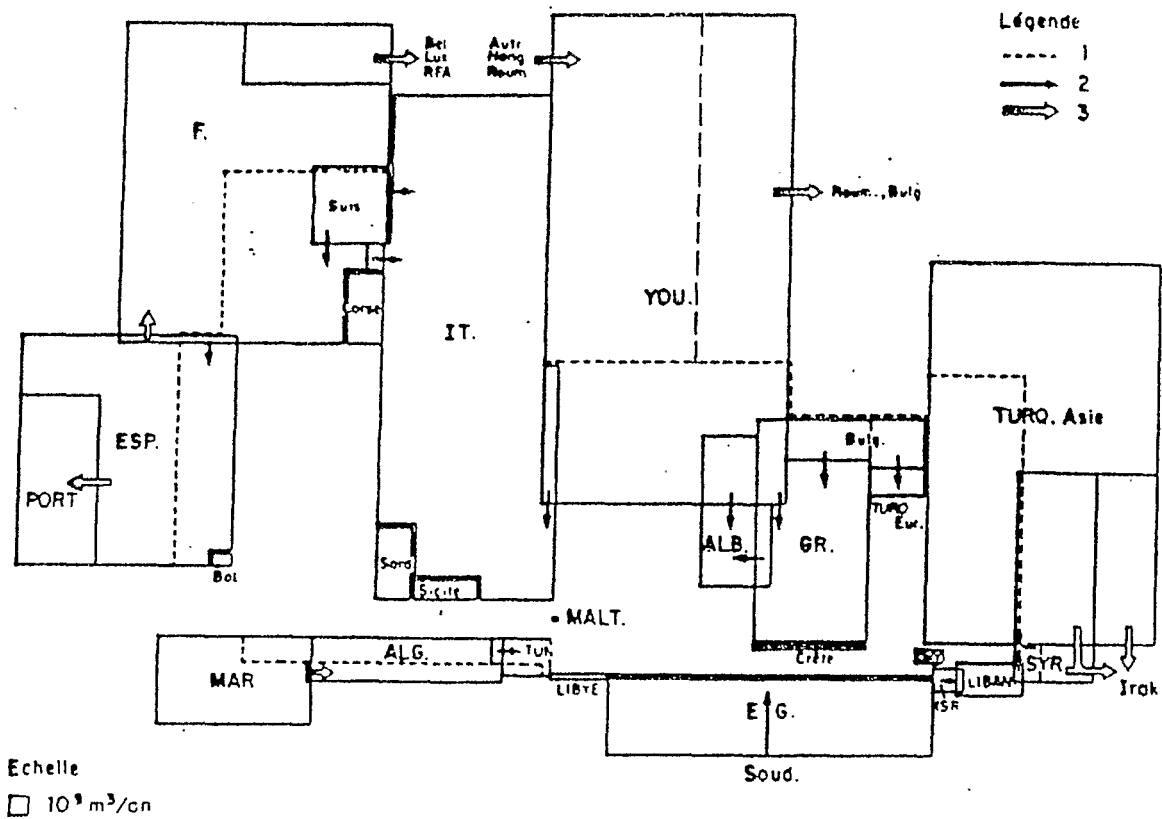 Légende
1
2
3
Bel
Lux
RFA
Autr
Hong
Roum
F.
Suis
Roum., Bulg
Corse
YOU.
IT.
TURQ. Asie
ESP.
Bulg.
PORT
TURQ
Eur.
ALB.
GR.
Sard
Sicile
Bal
• MALT.
Crète
ALG.
TUN
MAR
LIBYE
SYR
LIBAN
ISR
Irak
EG.
Soud.
Echelle
10⁹ m³/an